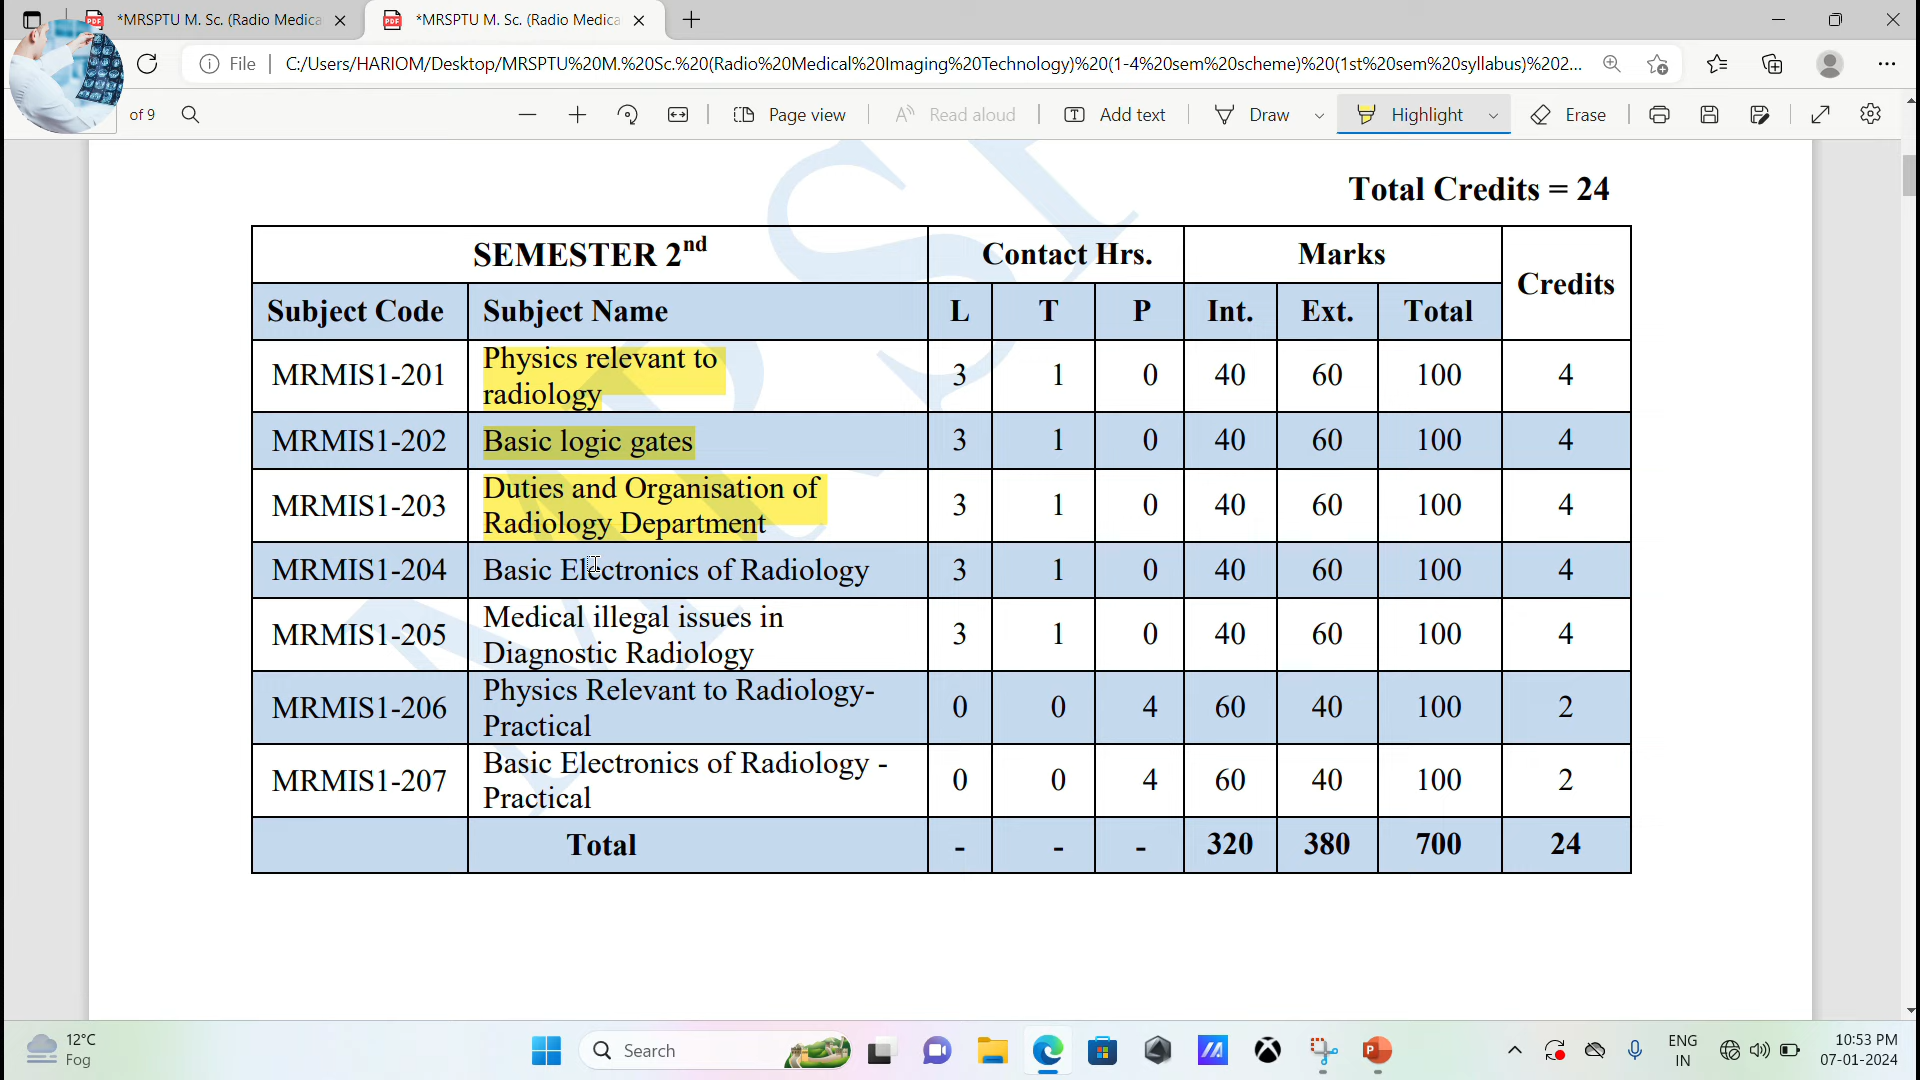 *MRSPTU M. Sc. (Radio Medica
*MRSPTU M. Sc. (Radio Medica
File
C:/Users/HARIOM/Desktop/MRSPTU%20M.%20Sc.%20(Radio%20Medical%20Imaging%20Technology)%20(1-4%20sem%20scheme)%20(1st%20sem%20syllabus)%202...
of 9
Page view
Read aloud
Add text
Draw
Highlight
Erase
Total Credits = 24
SEMESTER 2nd Contact Hrs. Marks Credits
Subject Code Subject Name L T P Int. Ext. Total
MRMIS1-201 Physics relevant to
radiology 3 1 0 40 60 100 4
MRMIS1-202 Basic logic gates 3 1 0 40 60 100 4
MRMIS1-203 Duties and Organisation of
Radiology Department 3 1 0 40 60 100 4
MRMIS1-204 Basic Electronics of Radiology 3 1 0 40 60 100 4
MRMIS1-205 Medical illegal issues in
Diagnostic Radiology 3 1 0 40 60 100 4
MRMIS1-206 Physics Relevant to Radiology-
Practical 0 0 4 60 40 100 2
MRMIS1-207 Basic Electronics of Radiology -
Practical 0 0 4 60 40 100 2
Total - - - 320 380 700 24
12°C
Fog
Search
ENG
IN
10:53 PM
07-01-2024